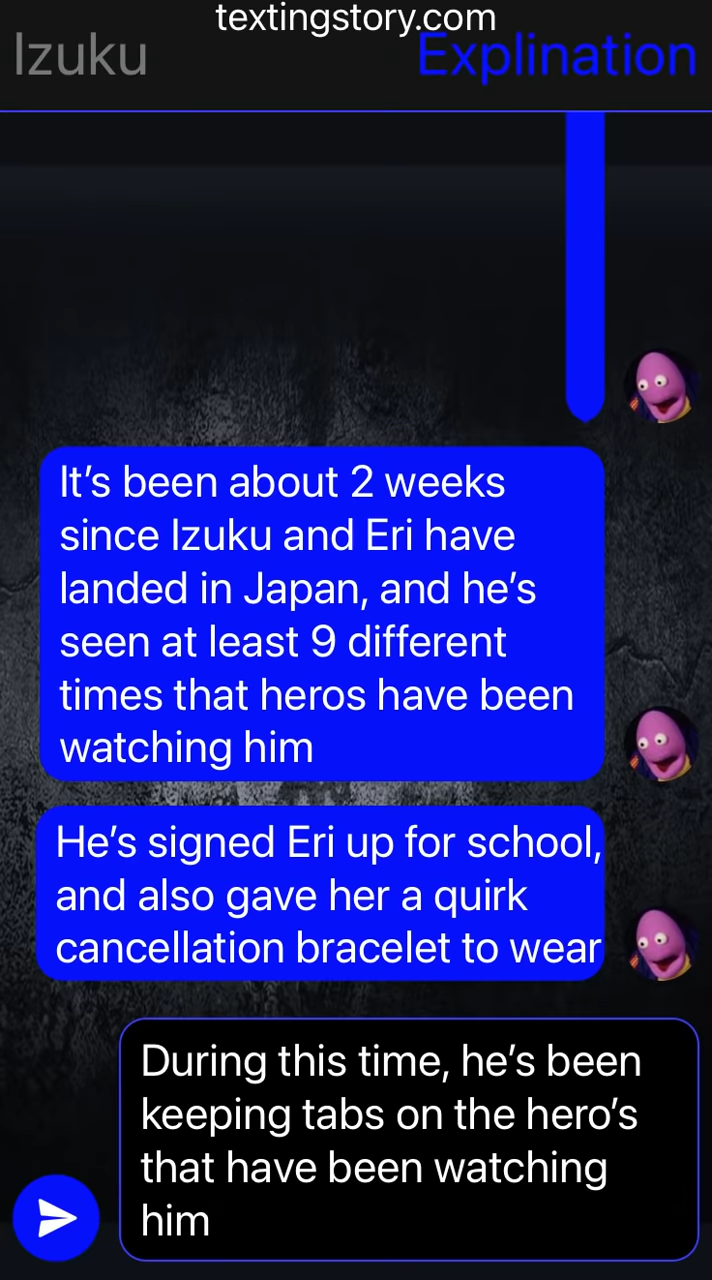 textingstory.com
Izuku
Explination
It's been about 2 weeks
since Izuku and Eri have
landed in Japan, and he's
seen at least 9 different
times that heros have been
watching him
He's signed Eri up for school,
and also gave her a quirk
cancellation bracelet to wear
During this time, he's been
keeping tabs on the hero's
that have been watching
him